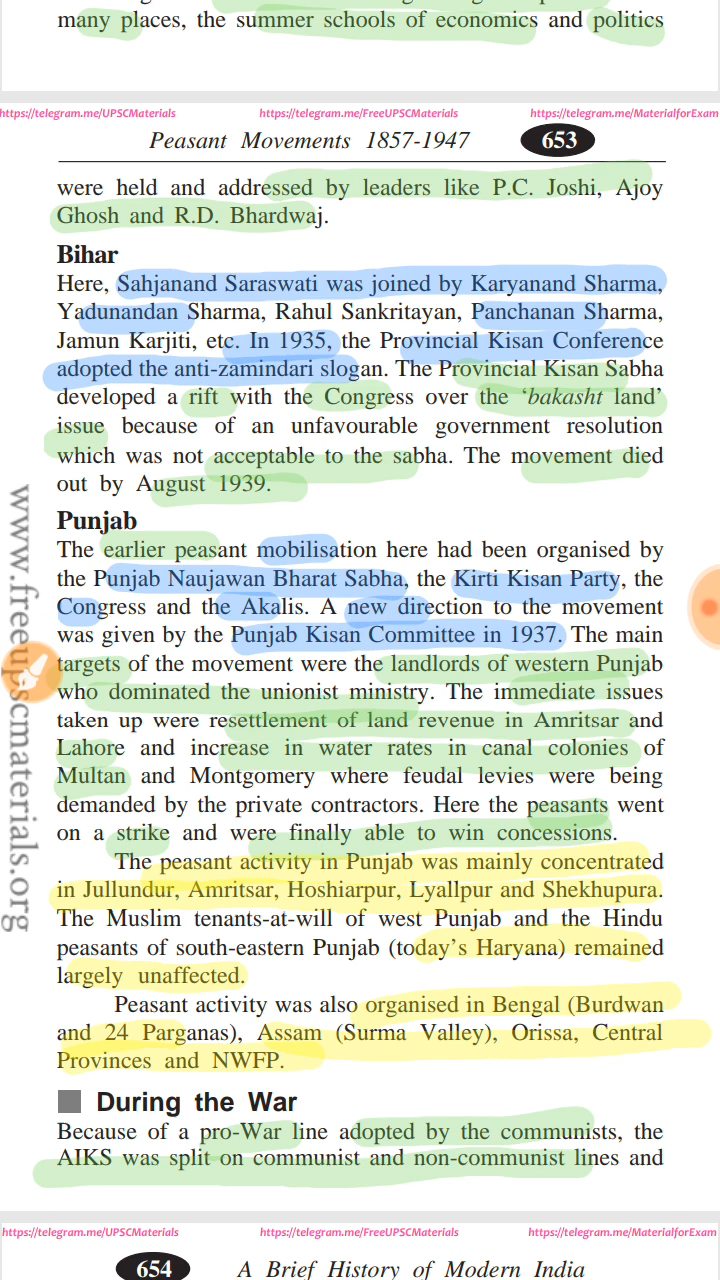 many places, the summer schools of economics and politics
https://telegram.me/UPSCMaterials https://telegram.me/FreeUPSCMaterials https://telegram.me/MaterialforExam
Peasant Movements 1857-1947 653
were held and addressed by leaders like P.C. Joshi, Ajoy
Ghosh and R.D. Bhardwaj.
Bihar
Here, Sahjanand Saraswati was joined by Karyanand Sharma,
Yadunandan Sharma, Rahul Sankritayan, Panchanan Sharma,
Jamun Karjiti, etc. In 1935, the Provincial Kisan Conference
adopted the anti-zamindari slogan. The Provincial Kisan Sabha
developed a rift with the Congress over the ‘bakasht land’
issue because of an unfavourable government resolution
which was not acceptable to the sabha. The movement died
out by August 1939.
Punjab
The earlier peasant mobilisation here had been organised by
the Punjab Naujawan Bharat Sabha, the Kirti Kisan Party, the
Congress and the Akalis. A new direction to the movement
was given by the Punjab Kisan Committee in 1937. The main
targets of the movement were the landlords of western Punjab
who dominated the unionist ministry. The immediate issues
taken up were resettlement of land revenue in Amritsar and
Lahore and increase in water rates in canal colonies of
Multan and Montgomery where feudal levies were being
demanded by the private contractors. Here the peasants went
on a strike and were finally able to win concessions.
The peasant activity in Punjab was mainly concentrated
in Jullundur, Amritsar, Hoshiarpur, Lyallpur and Shekhupura.
The Muslim tenants-at-will of west Punjab and the Hindu
peasants of south-eastern Punjab (today’s Haryana) remained
largely unaffected.
Peasant activity was also organised in Bengal (Burdwan
and 24 Parganas), Assam (Surma Valley), Orissa, Central
Provinces and NWFP.
During the War
Because of a pro-War line adopted by the communists, the
AIKS was split on communist and non-communist lines and
www.freeupscmaterials.org
https://telegram.me/UPSCMaterials https://telegram.me/FreeUPSCMaterials https://telegram.me/MaterialforExam
654 A Brief History of Modern India